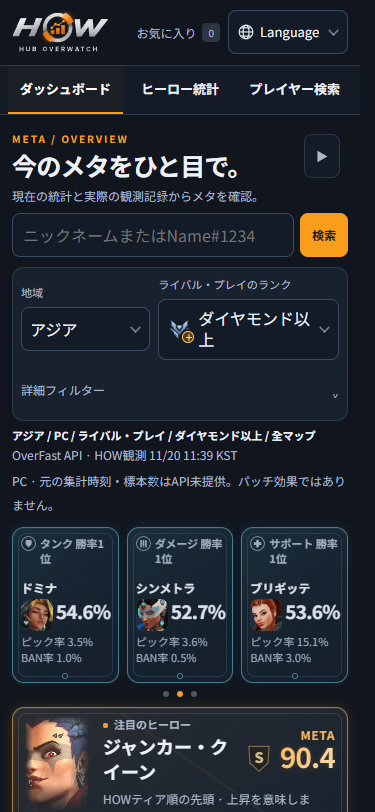 HOW
HUB OVERWATCH
お気に入り 0
Language
ダッシュボード ヒーロー統計 プレイヤー検索
META / OVERVIEW
今のメタをひと目で。
現在の統計と実際の観測記録からメタを確認。
ニックネームまたはName#1234 検索
地域
アジア
ライバル・プレイのランク
ダイヤモンド以
上
詳細フィルター
アジア / PC / ライバル・プレイ / ダイヤモンド以上 / 全マップ
OverFast API · HOW観測 11/20 11:39 KST
PC · 元の集計時刻・標本数はAPI未提供。パッチ効果ではあり
ません。
タンク 勝率1
位
ドミナ
54.6%
ピック率 3.5%
BAN率 1.0%
ダメージ 勝率
1位
シンメトラ
52.7%
ピック率 3.6%
BAN率 0.5%
サポート 勝率
1位
ブリギッテ
53.6%
ピック率 15.1%
BAN率 3.0%
注目のヒーロー
ジャンカー・ク
イーン
S
META
90.4
HOWティア順の先頭 · 上昇を意味しま